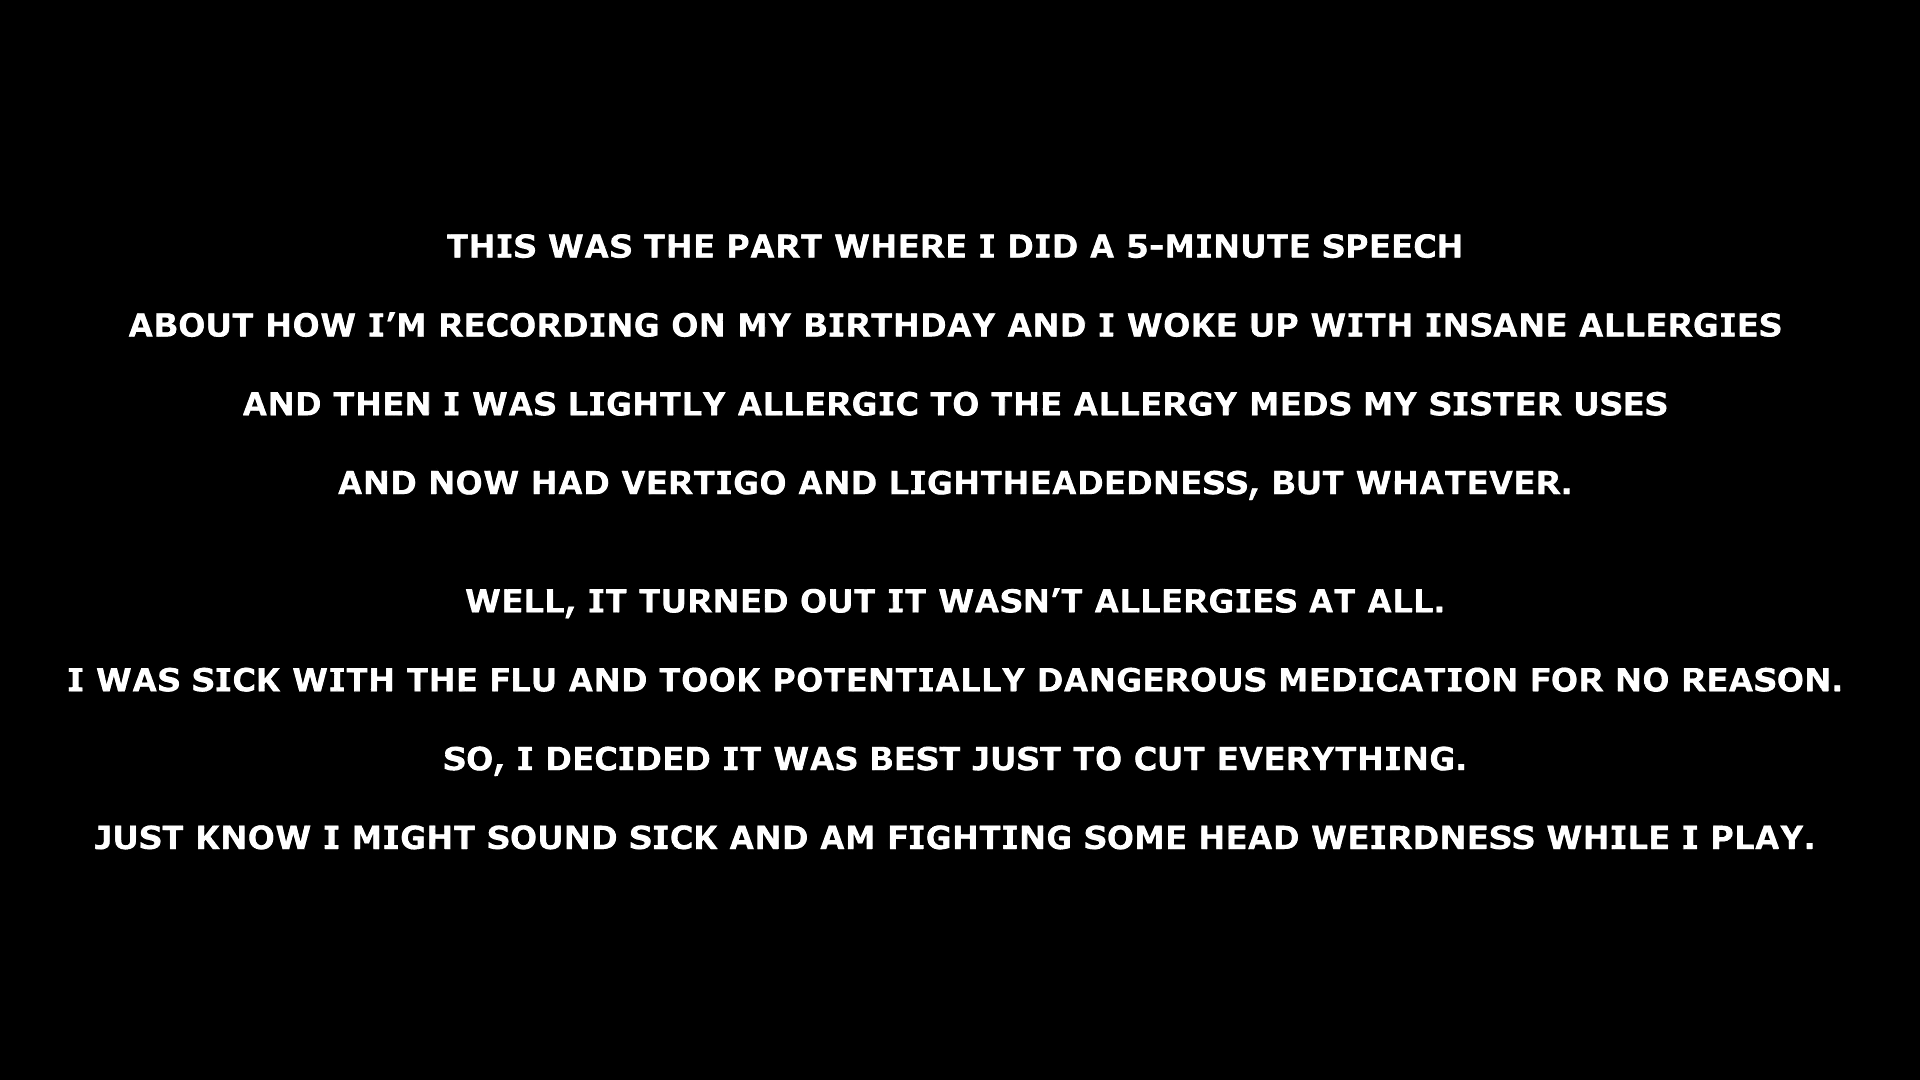 THIS WAS THE PART WHERE I DID A 5-MINUTE SPEECH
ABOUT HOW I’M RECORDING ON MY BIRTHDAY AND I WOKE UP WITH INSANE ALLERGIES
AND THEN I WAS LIGHTLY ALLERGIC TO THE ALLERGY MEDS MY SISTER USES
AND NOW HAD VERTIGO AND LIGHTHEADEDNESS, BUT WHATEVER.
WELL, IT TURNED OUT IT WASN’T ALLERGIES AT ALL.
I WAS SICK WITH THE FLU AND TOOK POTENTIALLY DANGEROUS MEDICATION FOR NO REASON.
SO, I DECIDED IT WAS BEST JUST TO CUT EVERYTHING.
JUST KNOW I MIGHT SOUND SICK AND AM FIGHTING SOME HEAD WEIRDNESS WHILE I PLAY.